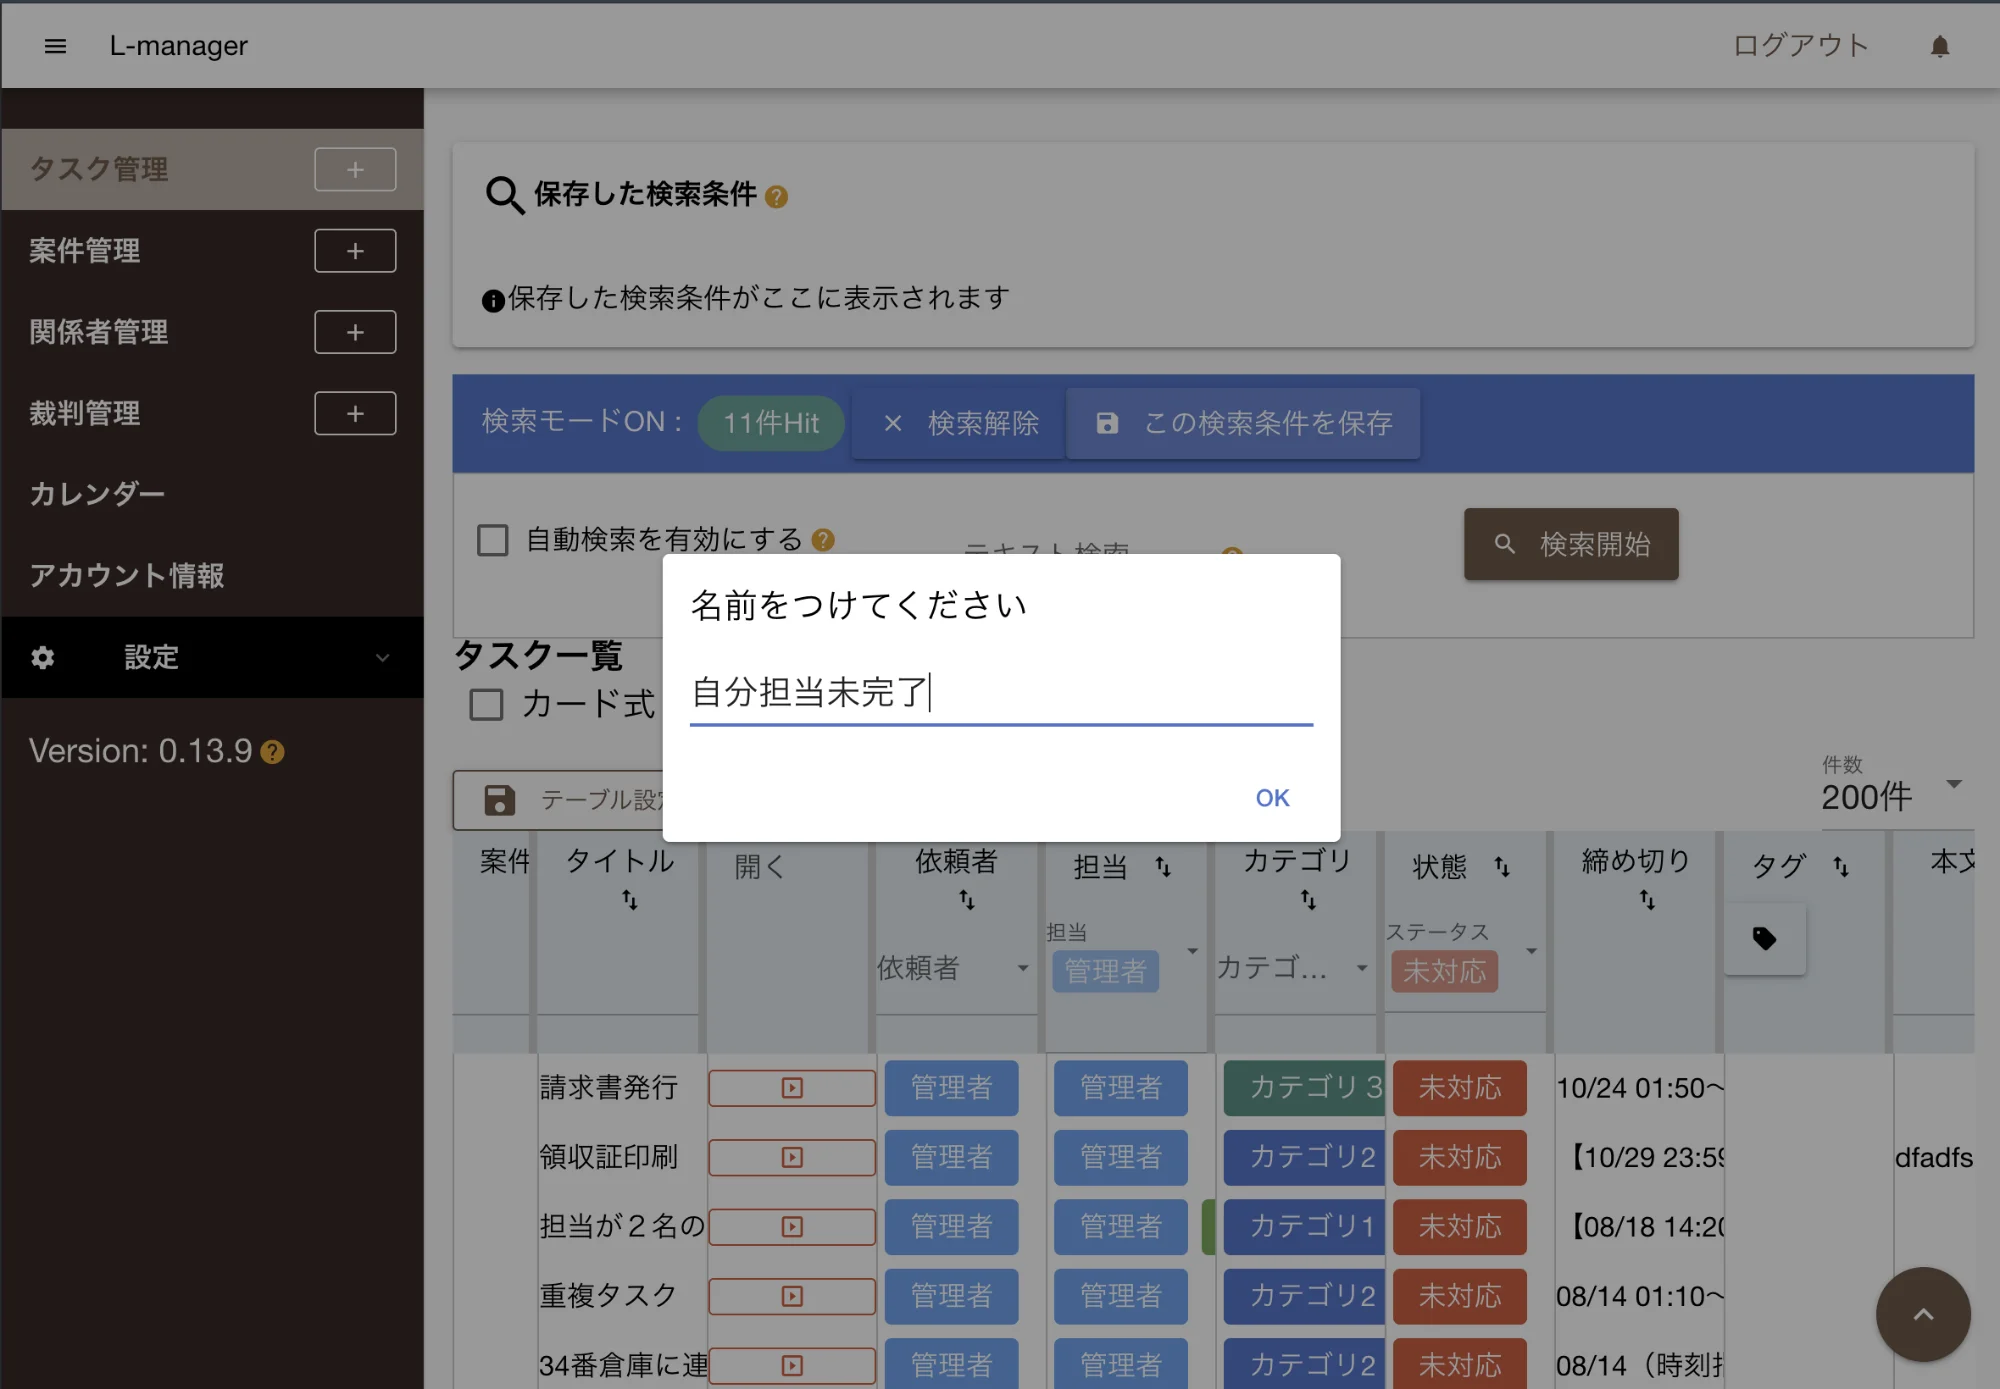 L-manager
ログアウト
タスク管理
案件管理
関係者管理
裁判管理
カレンダー
アカウント情報
設定
Version: 0.13.9
保存した検索条件
保存した検索条件がここに表示されます
検索モードON： 11件Hit 検索解除 この検索条件を保存
自動検索を有効にする
テキスト検索
検索開始
名前をつけてください
自分担当未完了
OK
タスク一覧
カード式
テーブル設定
件数
200件
案件 タイトル 開く 依頼者 担当 カテゴリ 状態 締め切り タグ 本文
担当 ステータス
依頼者 管理者 カテゴ... 未対応
請求書発行 管理者 管理者 カテゴリ３ 未対応 10/24 01:50〜
領収証印刷 管理者 管理者 カテゴリ2 未対応 【10/29 23:59 dfadfs
担当が２名の 管理者 管理者 カテゴリ1 未対応 【08/18 14:20
重複タスク 管理者 管理者 カテゴリ2 未対応 08/14 01:10〜
34番倉庫に連 管理者 管理者 カテゴリ2 未対応 08/14（時刻指